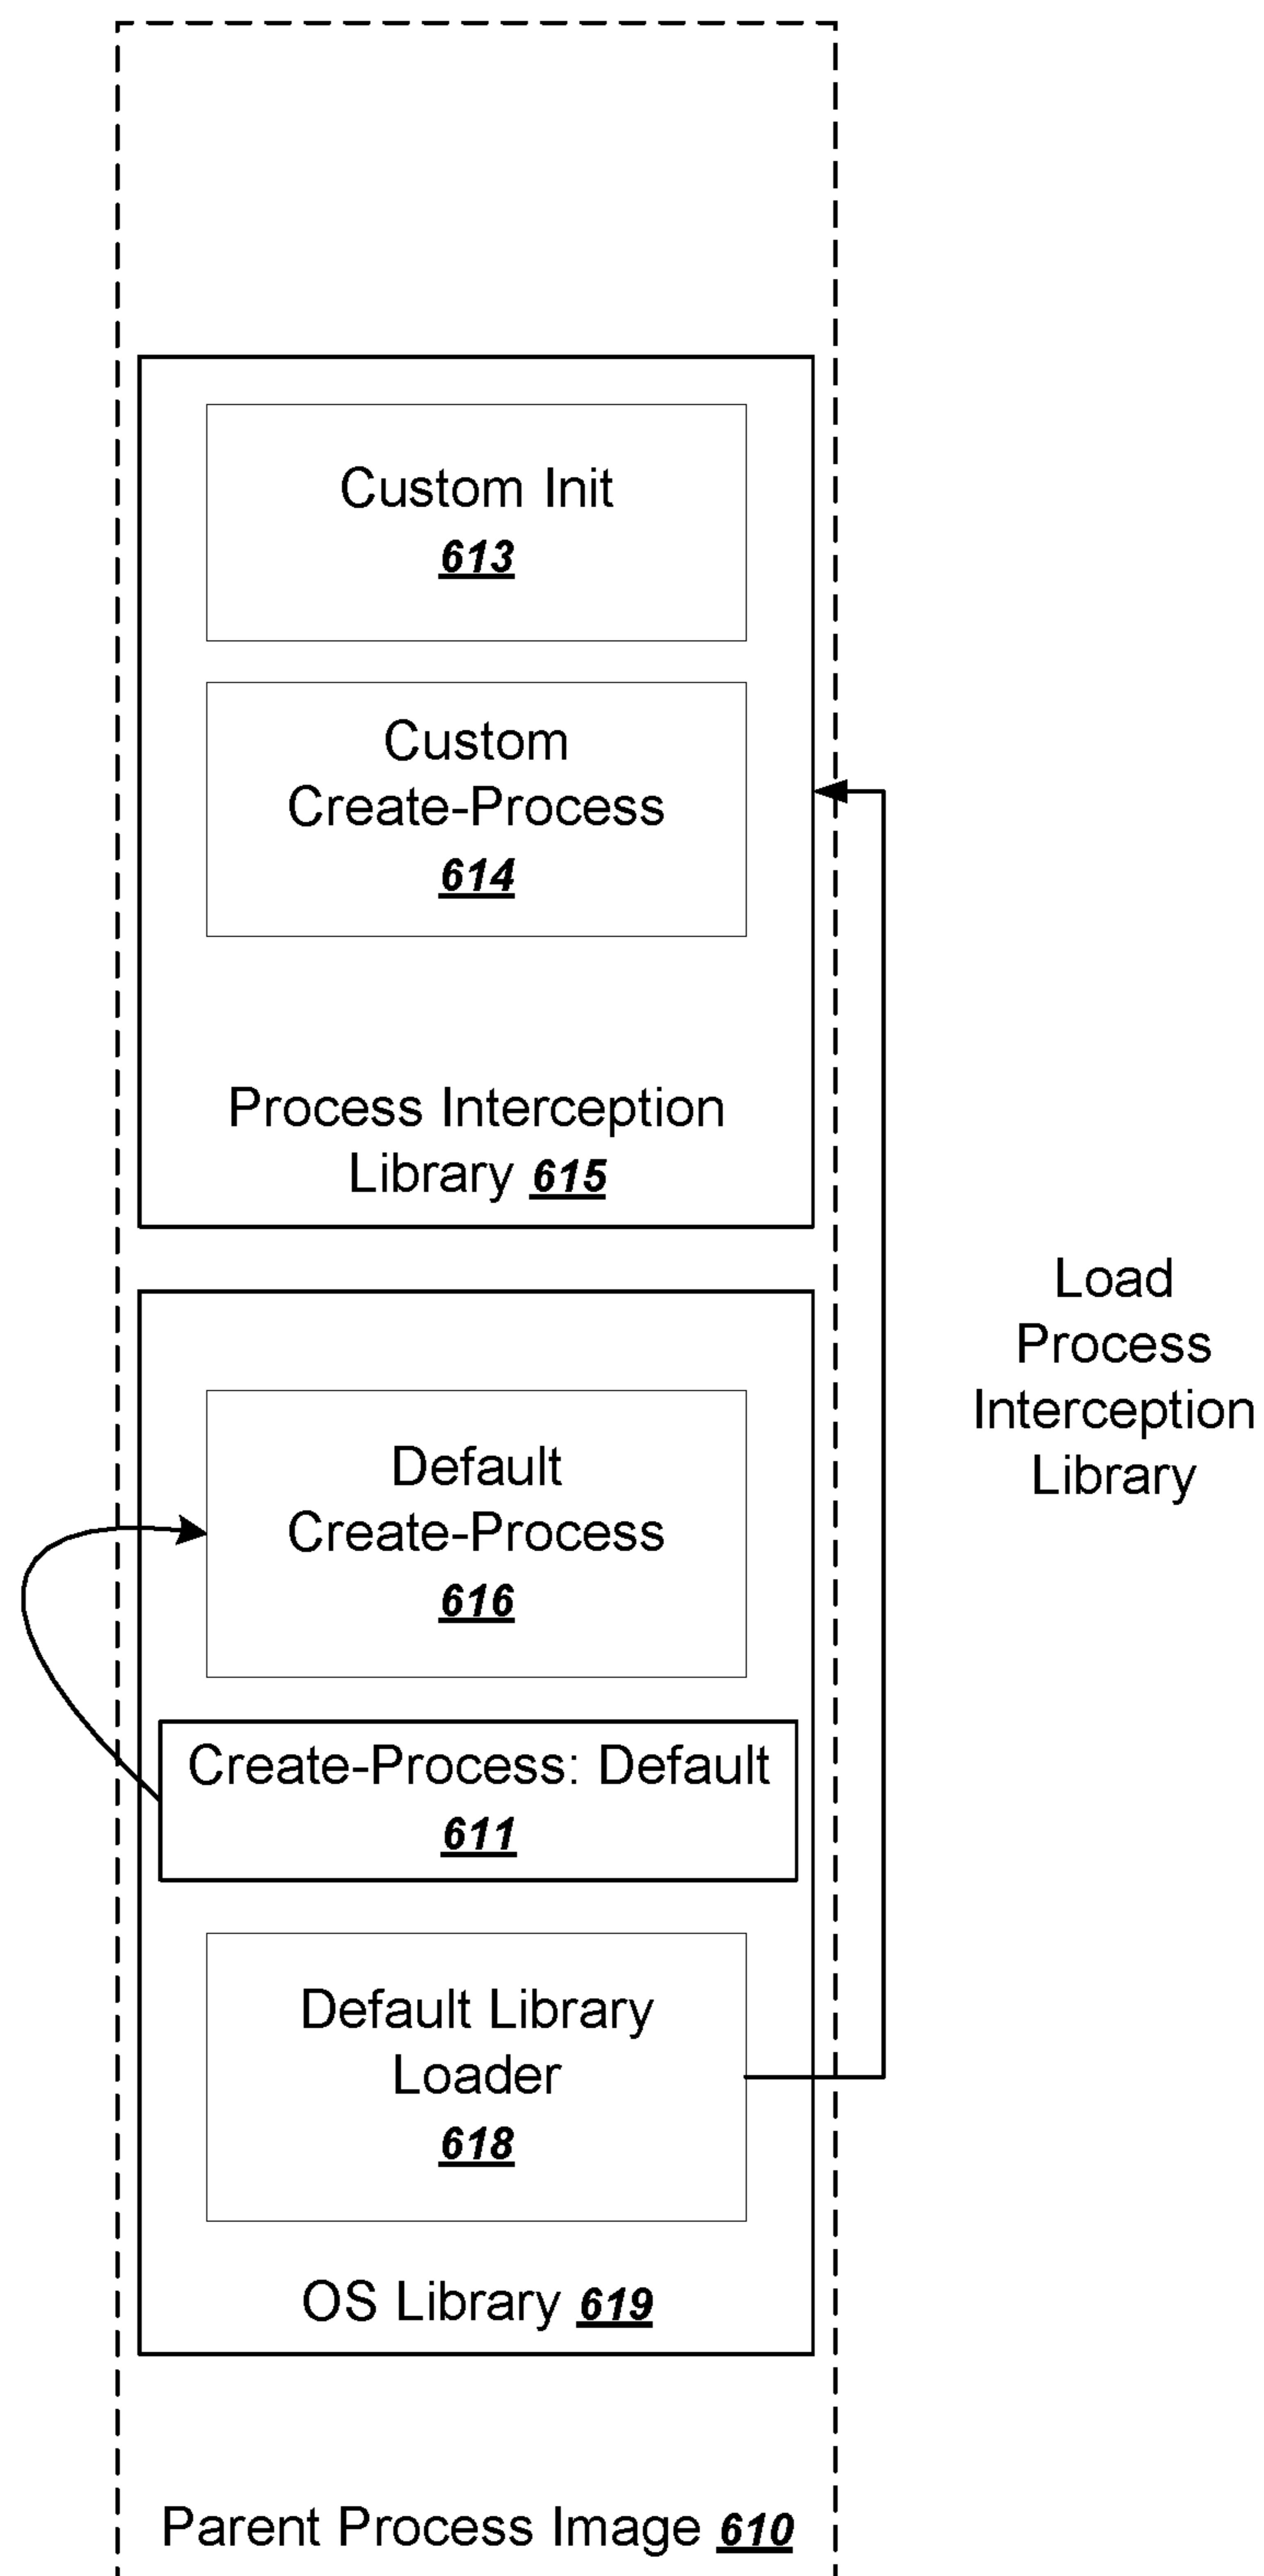 Custom Init
613
Custom
Create-Process
614
Process Interception
Library 615
Load
Process
Interception
Library
Default
Create-Process
616
Create-Process: Default
611
Default Library
Loader
618
OS Library 619
Parent Process Image 610